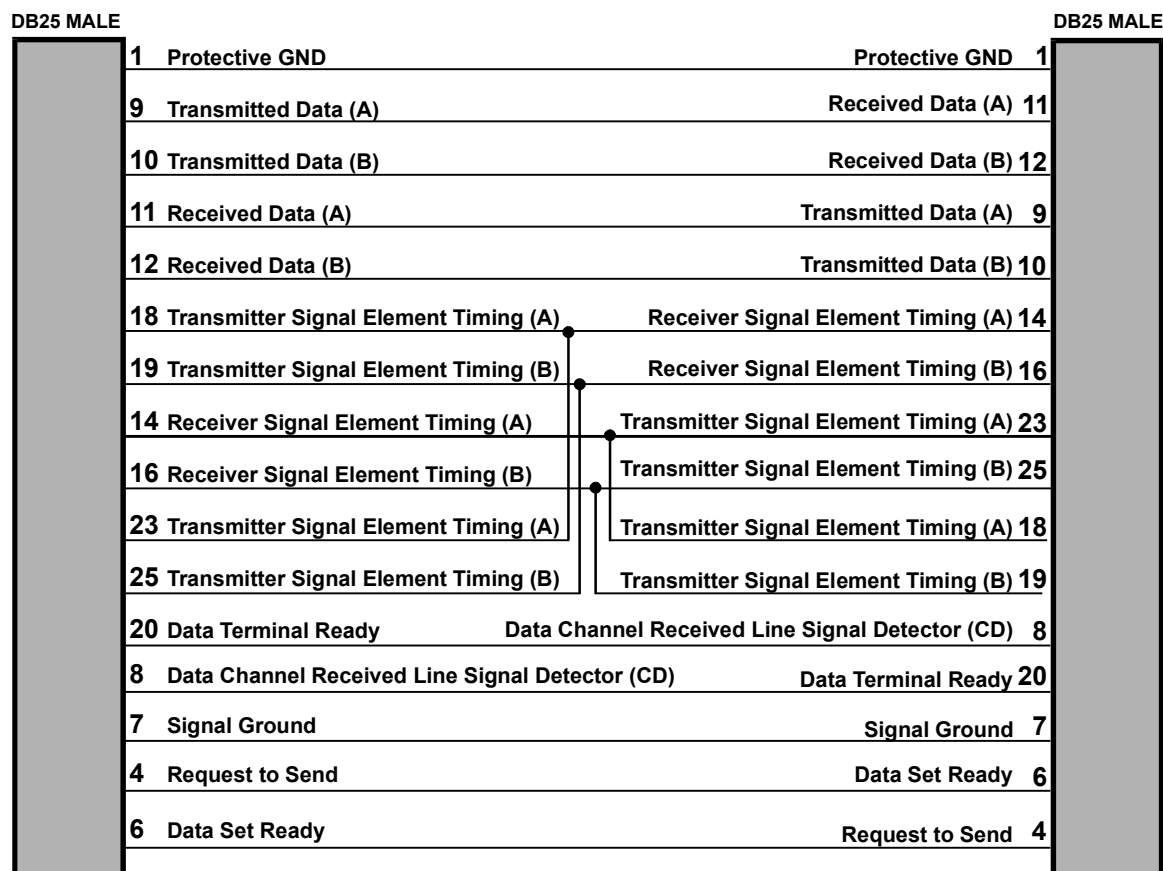 DB25 MALE DB25 MALE
1 Protective GND Protective GND 1
9 Transmitted Data (A) Received Data (A) 11
10 Transmitted Data (B) Received Data (B) 12
11 Received Data (A) Transmitted Data (A) 9
12 Received Data (B) Transmitted Data (B) 10
18 Transmitter Signal Element Timing (A) Receiver Signal Element Timing (A) 14
19 Transmitter Signal Element Timing (B) Receiver Signal Element Timing (B) 16
14 Receiver Signal Element Timing (A) Transmitter Signal Element Timing (A) 23
16 Receiver Signal Element Timing (B) Transmitter Signal Element Timing (B) 25
23 Transmitter Signal Element Timing (A) Transmitter Signal Element Timing (A) 18
25 Transmitter Signal Element Timing (B) Transmitter Signal Element Timing (B) 19
20 Data Terminal Ready Data Channel Received Line Signal Detector (CD) 8
8 Data Channel Received Line Signal Detector (CD) Data Terminal Ready 20
7 Signal Ground Signal Ground 7
4 Request to Send Data Set Ready 6
6 Data Set Ready Request to Send 4